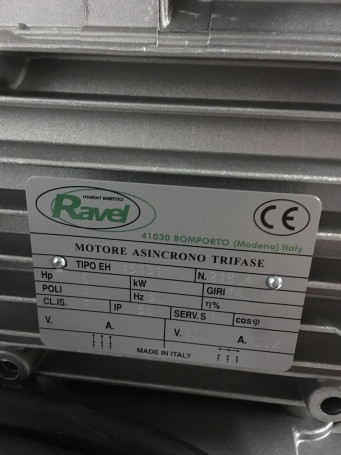 motori elettrici
Ravel
CE
41030 BOMPORTO (Modena) Italy
MOTORE ASINCRONO TRIFASE
TIPO EH N.
Hp kW GIRI
POLI Hz η%
CL.IS. IP SERV.S cosφ
V. A. V. A.
MADE IN ITALY